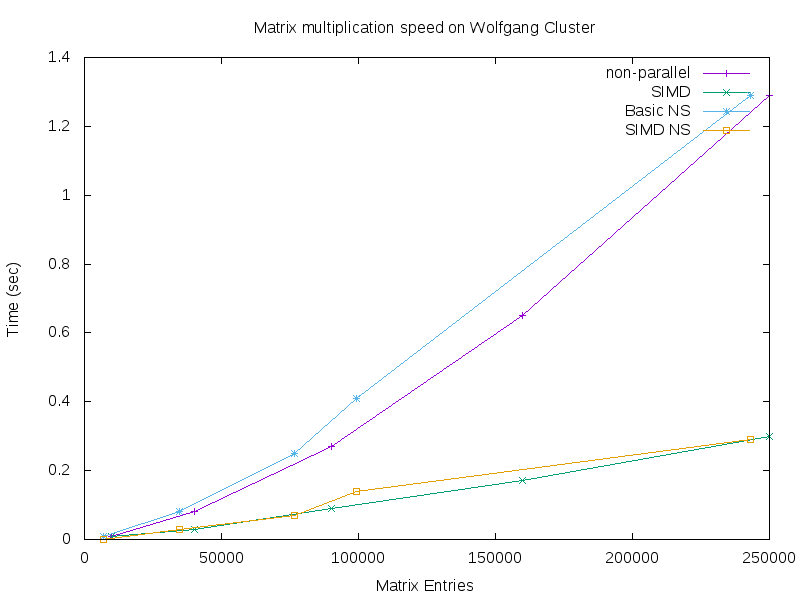 Matrix multiplication speed on Wolfgang Cluster
1.4
1.2
1
0.8
0.6
0.4
0.2
0
Time (sec)
non-parallel
SIMD
Basic NS
SIMD NS
0 50000 100000 150000 200000 250000
Matrix Entries